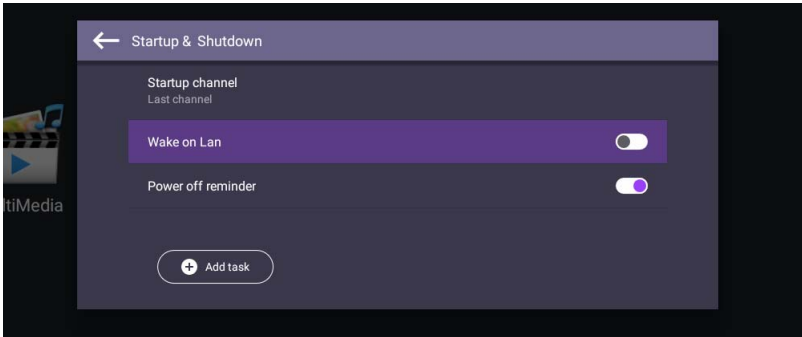 Startup & Shutdown
Startup channel
Last channel
Wake on Lan
Power off reminder
ltiMedia
Add task